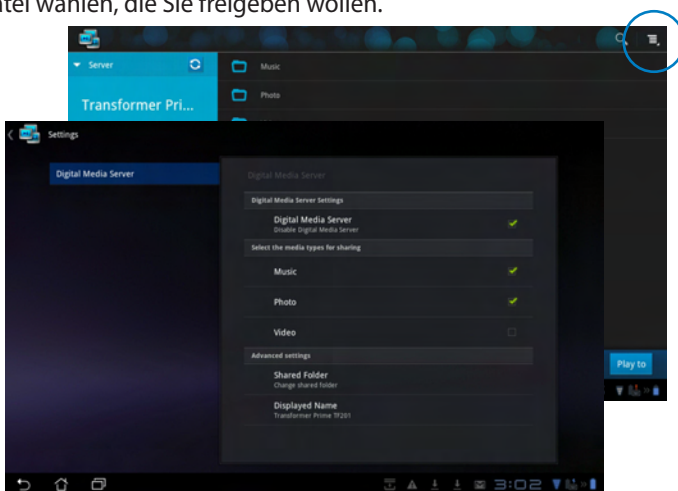 wählen, die Sie freigeben wollen.
Server
Music
Transformer Pri...
Photo
Settings
Digital Media Server
Digital Media Server
Digital Media Server Settings
Digital Media Server
Disable Digital Media Server
Select the media types for sharing
Music
Photo
Video
Advanced settings
Shared Folder
Change shared folder
Displayed Name
Transformer Prime TF201
Play to
3:02